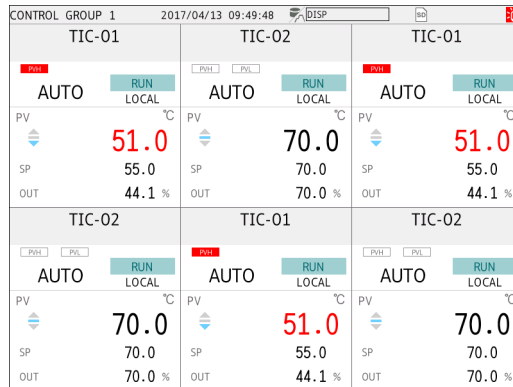 CONTROL GROUP 1 2017/04/13 09:49:48 DISP SD
TIC-01 TIC-02 TIC-01
PVH PVH PVL PVH
AUTO RUN AUTO RUN AUTO RUN
LOCAL LOCAL LOCAL
PV ℃ PV ℃ PV ℃
51.0 70.0 51.0
SP 55.0 SP 70.0 SP 55.0
OUT 44.1 % OUT 70.0 % OUT 44.1 %
TIC-02 TIC-01 TIC-02
PVH PVL PVH PVH PVL
AUTO RUN AUTO RUN AUTO RUN
LOCAL LOCAL LOCAL
PV ℃ PV ℃ PV ℃
70.0 51.0 70.0
SP 70.0 SP 55.0 SP 70.0
OUT 70.0 % OUT 44.1 % OUT 70.0 %